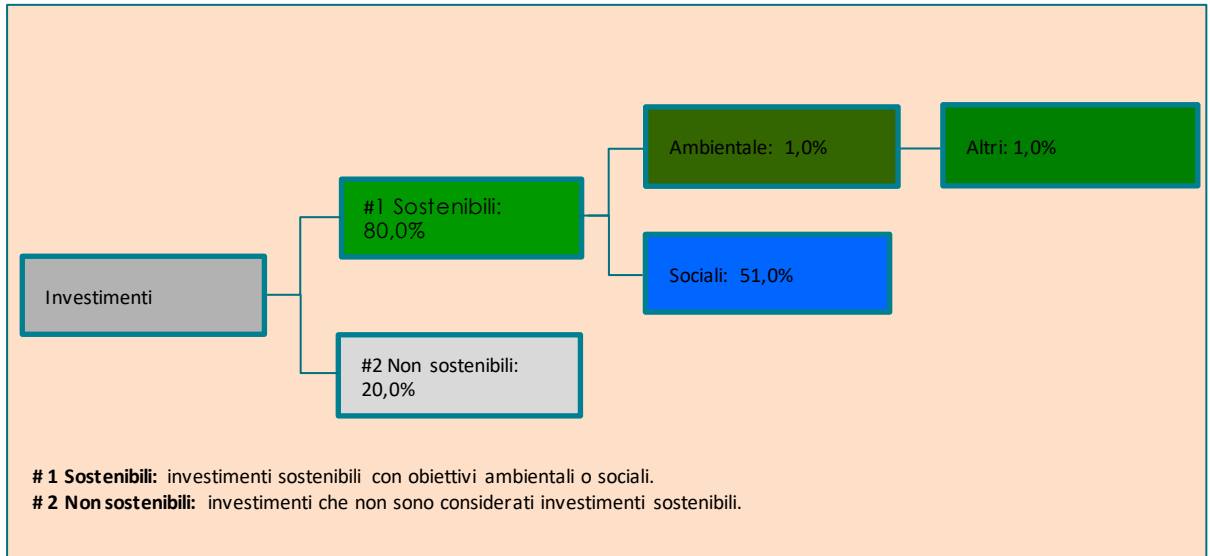 Ambientale: 1,0%
Altri: 1,0%
#1 Sostenibili:
80,0%
Sociali: 51,0%
Investimenti
#2 Non sostenibili:
20,0%
# 1 Sostenibili: investimenti sostenibili con obiettivi ambientali o sociali.
# 2 Non sostenibili: investimenti che non sono considerati investimenti sostenibili.